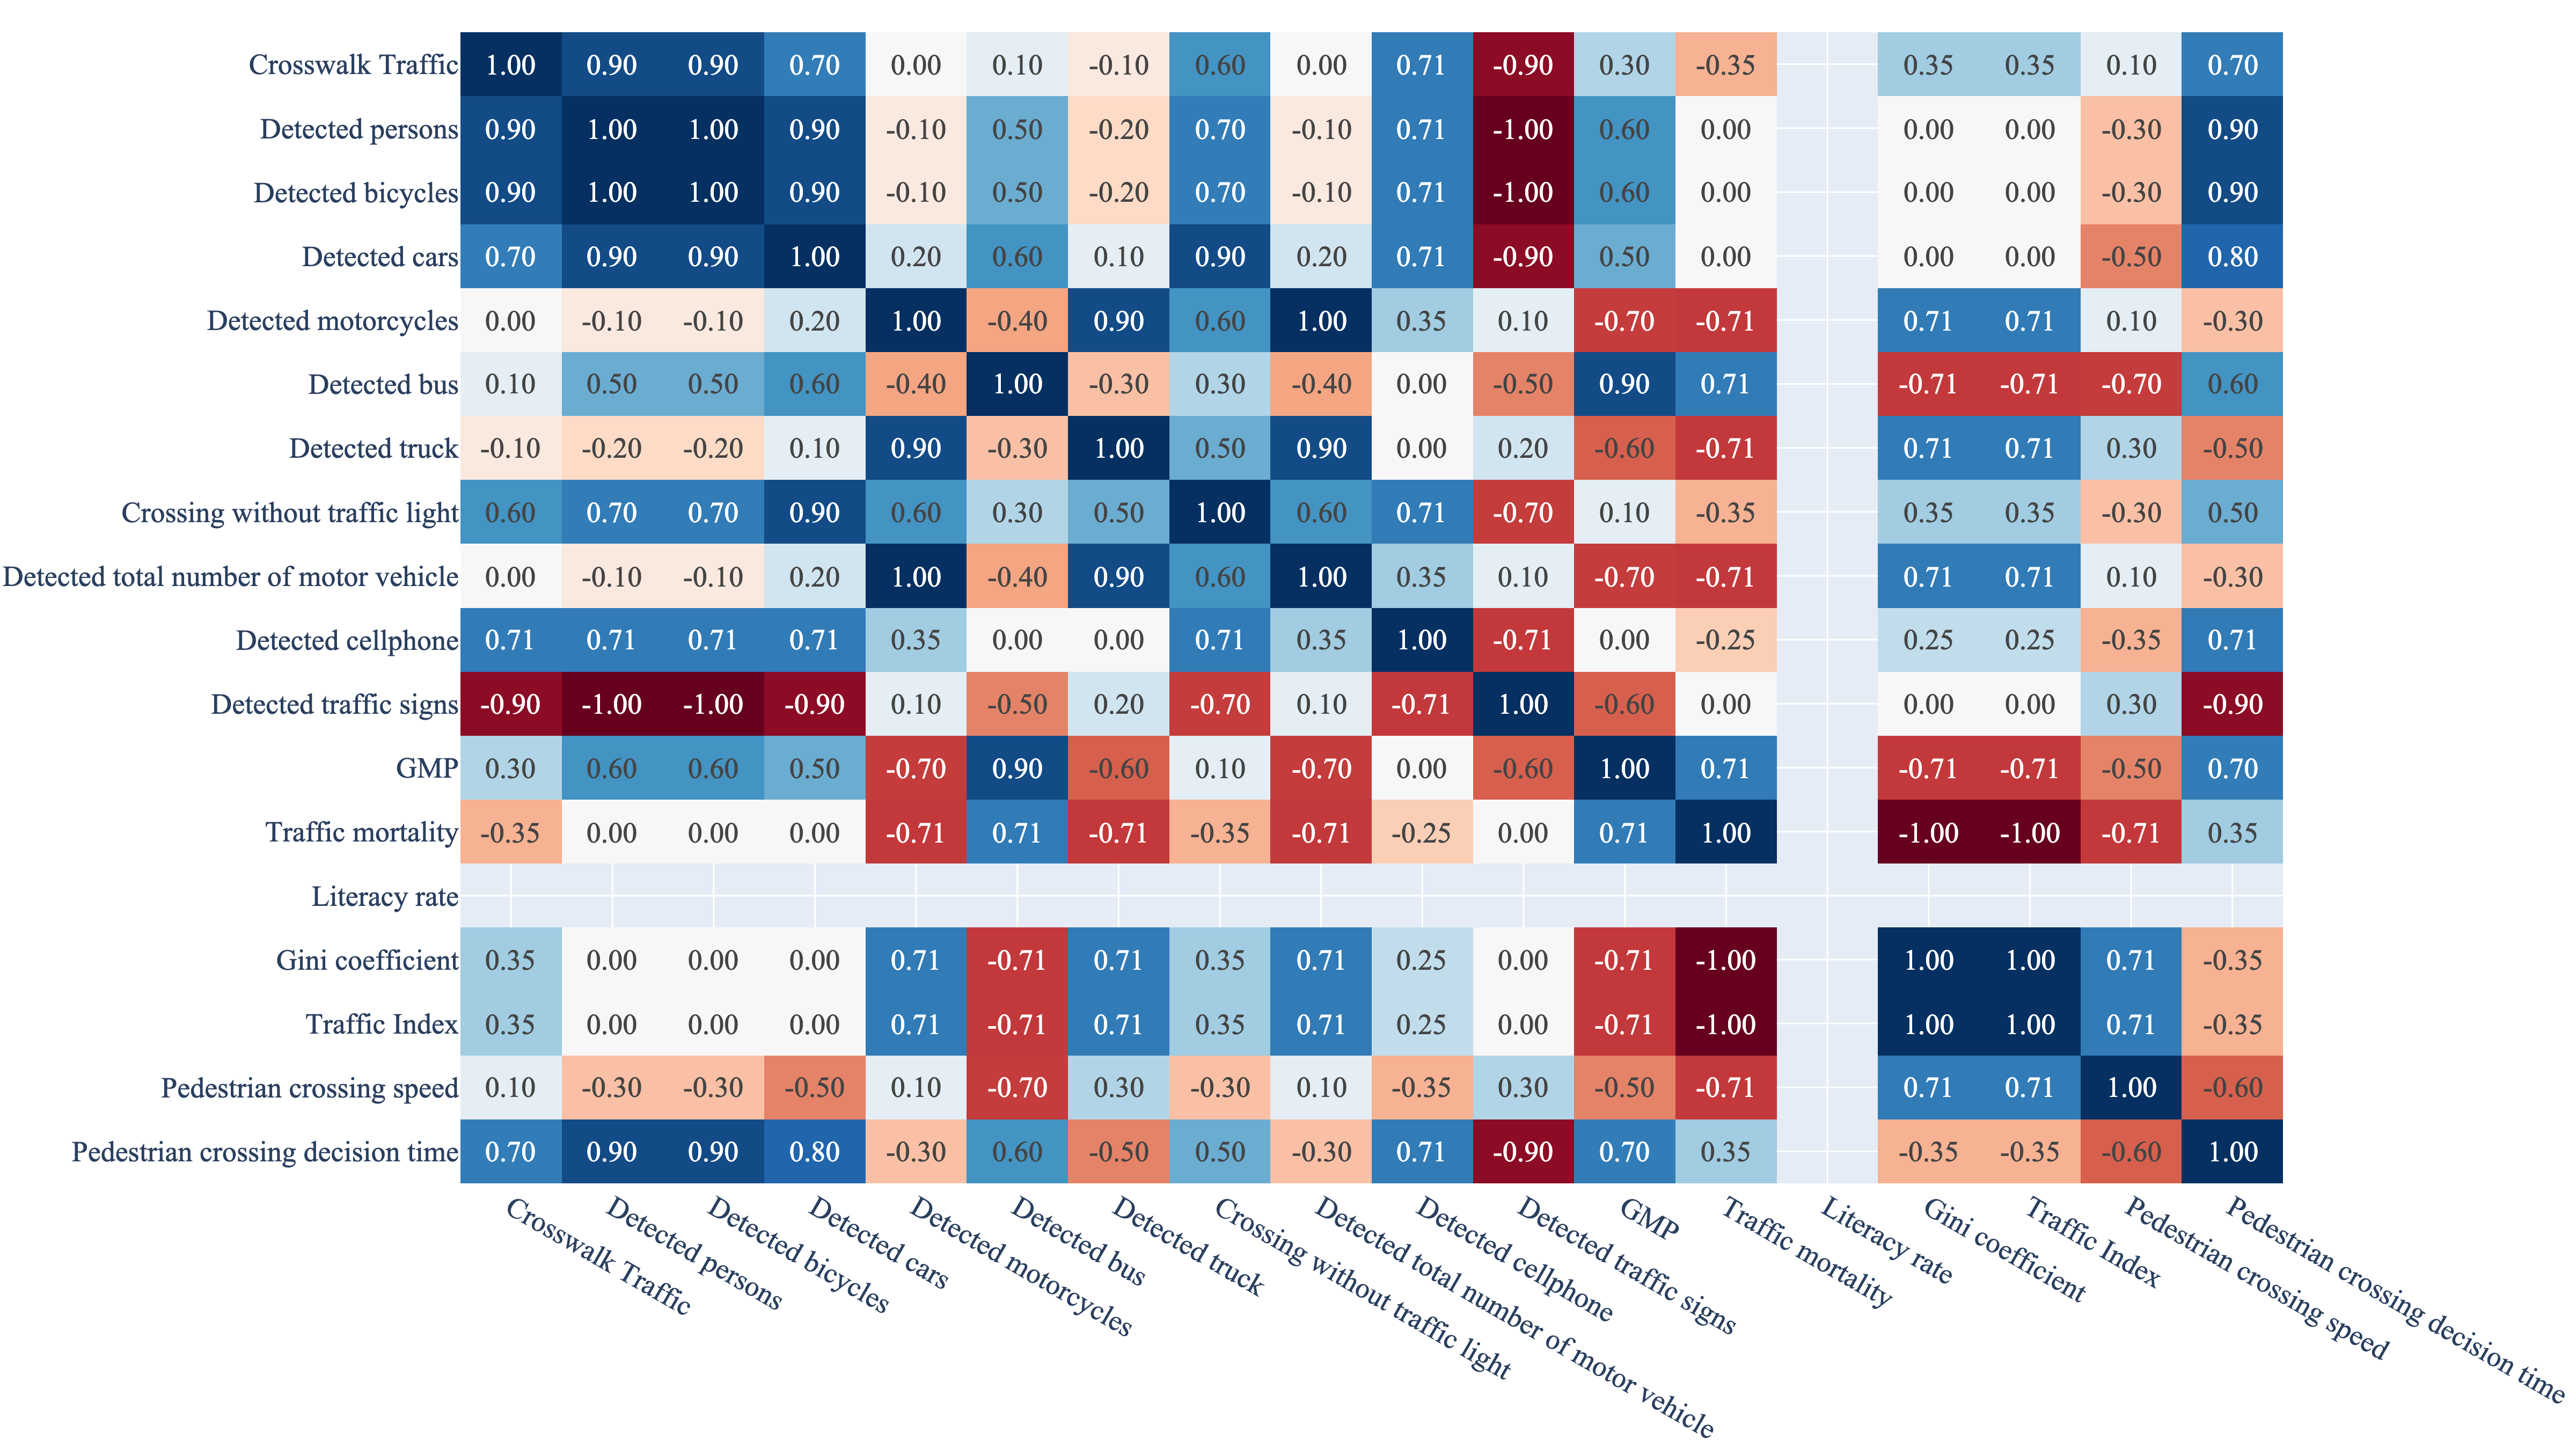 Crosswalk Traffic 1.00 0.90 0.90 0.70 0.00 0.10 -0.10 0.60 0.00 0.71 -0.90 0.30 -0.35 0.35 0.35 0.10 0.70
Detected persons 0.90 1.00 1.00 0.90 -0.10 0.50 -0.20 0.70 -0.10 0.71 -1.00 0.60 0.00 0.00 0.00 -0.30 0.90
Detected bicycles 0.90 1.00 1.00 0.90 -0.10 0.50 -0.20 0.70 -0.10 0.71 -1.00 0.60 0.00 0.00 0.00 -0.30 0.90
Detected cars 0.70 0.90 0.90 1.00 0.20 0.60 0.10 0.90 0.20 0.71 -0.90 0.50 0.00 0.00 0.00 -0.50 0.80
Detected motorcycles 0.00 -0.10 -0.10 0.20 1.00 -0.40 0.90 0.60 1.00 0.35 0.10 -0.70 -0.71 0.71 0.71 0.10 -0.30
Detected bus 0.10 0.50 0.50 0.60 -0.40 1.00 -0.30 0.30 -0.40 0.00 -0.50 0.90 0.71 -0.71 -0.71 -0.70 0.60
Detected truck -0.10 -0.20 -0.20 0.10 0.90 -0.30 1.00 0.50 0.90 0.00 0.20 -0.60 -0.71 0.71 0.71 0.30 -0.50
Crossing without traffic light 0.60 0.70 0.70 0.90 0.60 0.30 0.50 1.00 0.60 0.71 -0.70 0.10 -0.35 0.35 0.35 -0.30 0.50
Detected total number of motor vehicle 0.00 -0.10 -0.10 0.20 1.00 -0.40 0.90 0.60 1.00 0.35 0.10 -0.70 -0.71 0.71 0.71 0.10 -0.30
Detected cellphone 0.71 0.71 0.71 0.71 0.35 0.00 0.00 0.71 0.35 1.00 -0.71 0.00 -0.25 0.25 0.25 -0.35 0.71
Detected traffic signs -0.90 -1.00 -1.00 -0.90 0.10 -0.50 0.20 -0.70 0.10 -0.71 1.00 -0.60 0.00 0.00 0.00 0.30 -0.90
GMP 0.30 0.60 0.60 0.50 -0.70 0.90 -0.60 0.10 -0.70 0.00 -0.60 1.00 0.71 -0.71 -0.71 -0.50 0.70
Traffic mortality -0.35 0.00 0.00 0.00 -0.71 0.71 -0.71 -0.35 -0.71 -0.25 0.00 0.71 1.00 -1.00 -1.00 -0.71 0.35
Literacy rate
Gini coefficient 0.35 0.00 0.00 0.00 0.71 -0.71 0.71 0.35 0.71 0.25 0.00 -0.71 -1.00 1.00 1.00 0.71 -0.35
Traffic Index 0.35 0.00 0.00 0.00 0.71 -0.71 0.71 0.35 0.71 0.25 0.00 -0.71 -1.00 1.00 1.00 0.71 -0.35
Pedestrian crossing speed 0.10 -0.30 -0.30 -0.50 0.10 -0.70 0.30 -0.30 0.10 -0.35 0.30 -0.50 -0.71 0.71 0.71 1.00 -0.60
Pedestrian crossing decision time 0.70 0.90 0.90 0.80 -0.30 0.60 -0.50 0.50 -0.30 0.71 -0.90 0.70 0.35 -0.35 -0.35 -0.60 1.00
Crosswalk Traffic
Detected persons
Detected bicycles
Detected cars
Detected motorcycles
Detected bus
Detected truck
Crossing without traffic light
Detected total number of motor vehicle
Detected cellphone
Detected traffic signs
GMP
Traffic mortality
Literacy rate
Gini coefficient
Traffic Index
Pedestrian crossing speed
Pedestrian crossing decision time